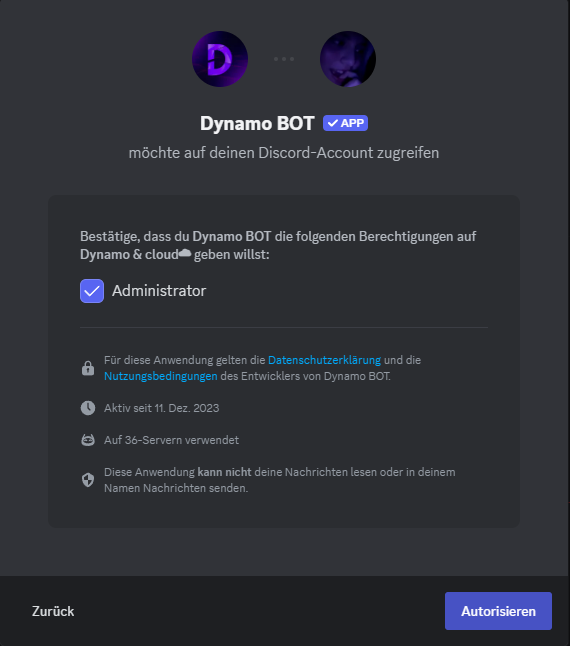 D
Dynamo BOT APP
möchte auf deinen Discord-Account zugreifen
Bestätige, dass du Dynamo BOT die folgenden Berechtigungen auf
Dynamo & cloud☁ geben willst:
Administrator
Für diese Anwendung gelten die Datenschutzerklärung und die
Nutzungsbedingungen des Entwicklers von Dynamo BOT.
Aktiv seit 11. Dez. 2023
Auf 36-Servern verwendet
Diese Anwendung kann nicht deine Nachrichten lesen oder in deinem
Namen Nachrichten senden.
Zurück Autorisieren